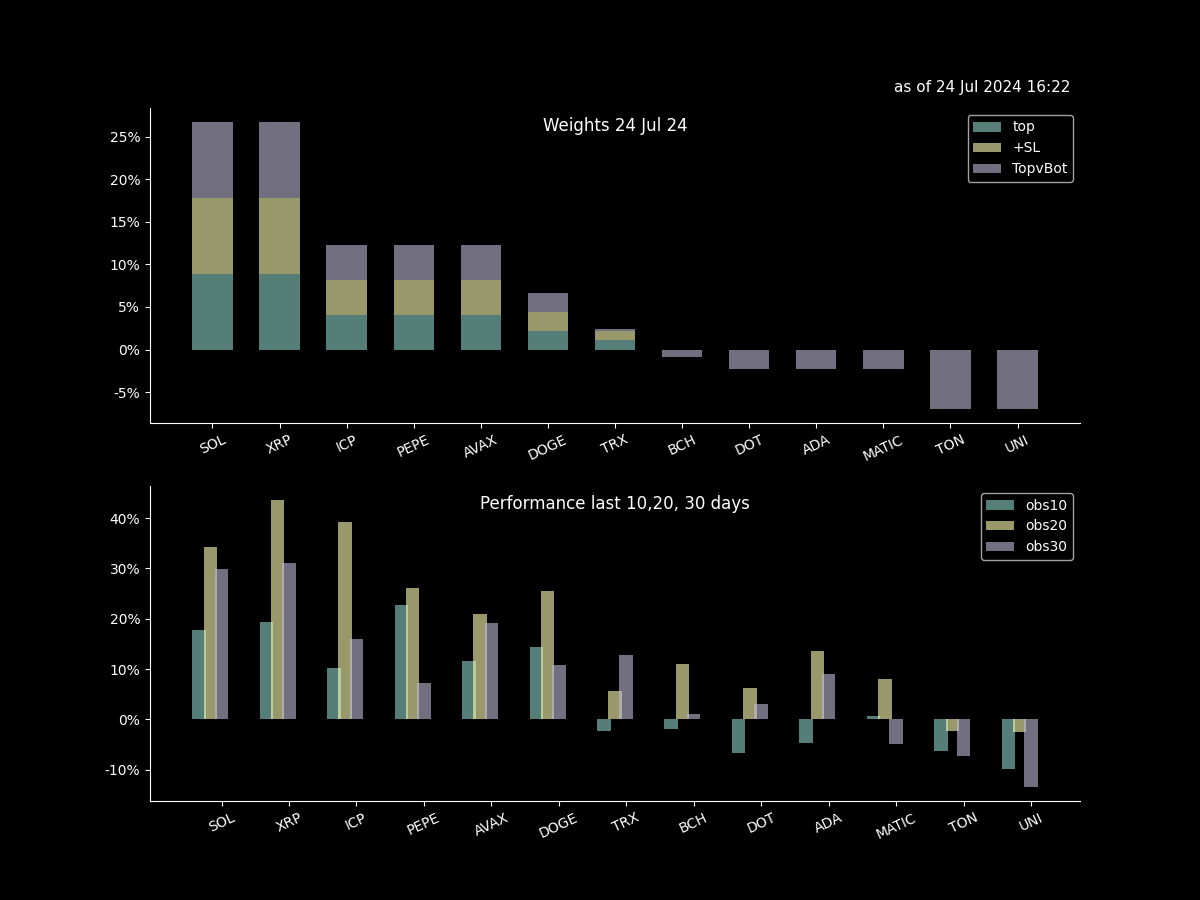 as of 24 Jul 2024 16:22
Weights 24 Jul 24
top
+SL
TopvBot
25%
20%
15%
10%
5%
0%
-5%
SOL XRP ICP PEPE AVAX DOGE TRX BCH DOT ADA MATIC TON UNI
Performance last 10,20, 30 days
obs10
obs20
obs30
40%
30%
20%
10%
0%
-10%
SOL XRP ICP PEPE AVAX DOGE TRX BCH DOT ADA MATIC TON UNI